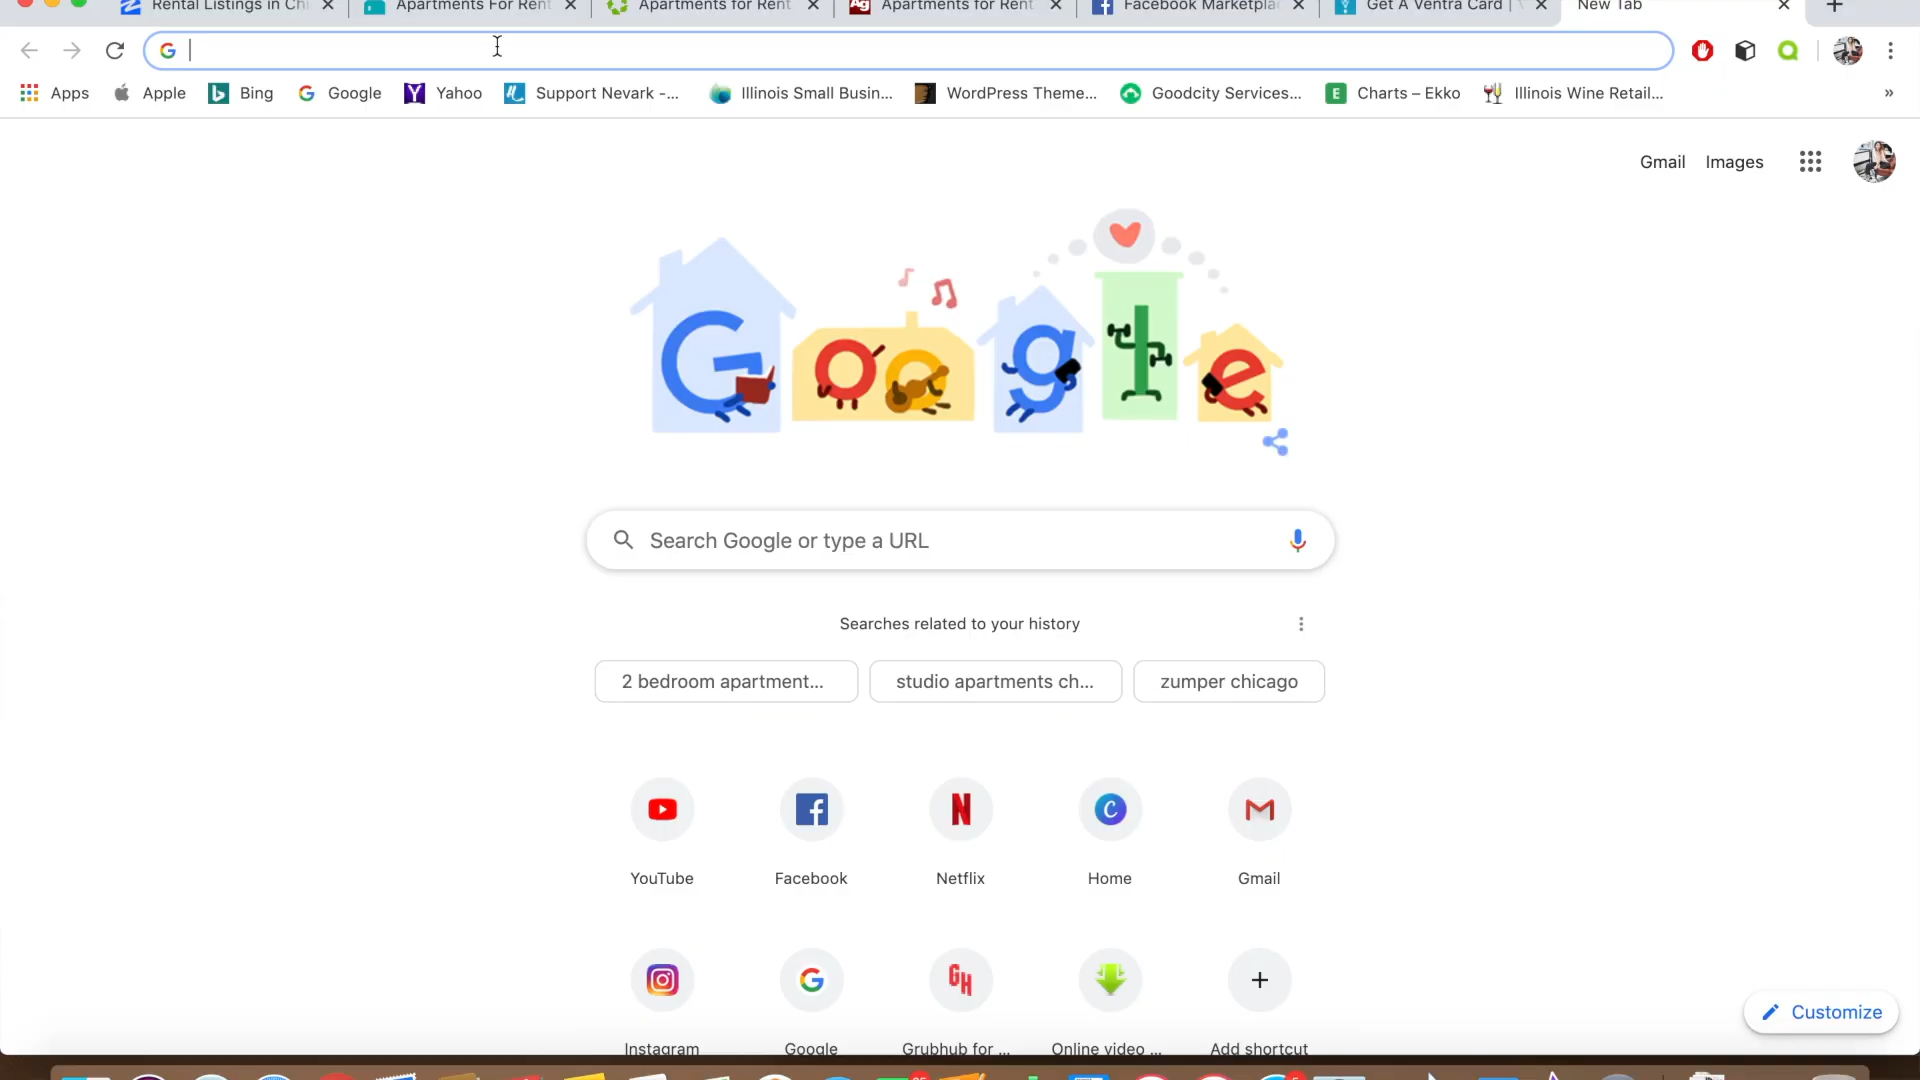 Rental Listings in Chi
Apartments For Rent
Apartments for Rent
Apartments for Rent
Facebook Marketplac
Get A Ventra Card |
New Tab
Apps
Apple
Bing
Google
Yahoo
Support Nevark -...
Illinois Small Busin...
WordPress Theme...
Goodcity Services...
Charts – Ekko
Illinois Wine Retail...
»
Gmail
Images
Google
Search Google or type a URL
Searches related to your history
2 bedroom apartment...
studio apartments ch...
zumper chicago
YouTube
Facebook
Netflix
Home
Gmail
Instagram
Google
Grubhub for ...
Online video ...
Add shortcut
Customize